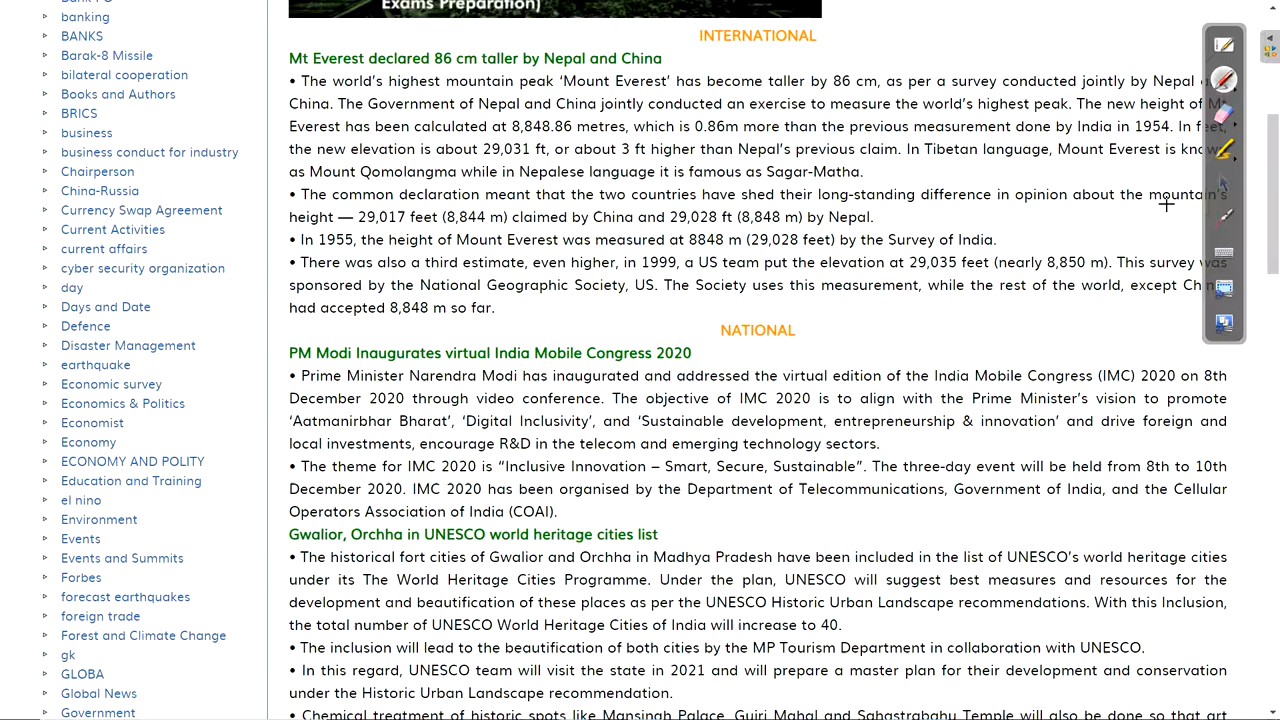 Exams Preparation)
banking
BANKS
Barak-8 Missile
bilateral cooperation
Books and Authors
BRICS
business
business conduct for industry
Chairperson
China-Russia
Currency Swap Agreement
Current Activities
current affairs
cyber security organization
day
Days and Date
Defence
Disaster Management
earthquake
Economic survey
Economics & Politics
Economist
Economy
ECONOMY AND POLITY
Education and Training
el nino
Environment
Events
Events and Summits
Forbes
forecast earthquakes
foreign trade
Forest and Climate Change
gk
GLOBA
Global News
Government
INTERNATIONAL
Mt Everest declared 86 cm taller by Nepal and China
• The world's highest mountain peak 'Mount Everest' has become taller by 86 cm, as per a survey conducted jointly by Nepal
China. The Government of Nepal and China jointly conducted an exercise to measure the world's highest peak. The new height of Mt
Everest has been calculated at 8,848.86 metres, which is 0.86m more than the previous measurement done by India in 1954. In feet,
the new elevation is about 29,031 ft, or about 3 ft higher than Nepal's previous claim. In Tibetan language, Mount Everest is known
as Mount Qomolangma while in Nepalese language it is famous as Sagar-Matha.
• The common declaration meant that the two countries have shed their long-standing difference in opinion about the mountain's
height — 29,017 feet (8,844 m) claimed by China and 29,028 ft (8,848 m) by Nepal.
• In 1955, the height of Mount Everest was measured at 8848 m (29,028 feet) by the Survey of India.
• There was also a third estimate, even higher, in 1999, a US team put the elevation at 29,035 feet (nearly 8,850 m). This survey was
sponsored by the National Geographic Society, US. The Society uses this measurement, while the rest of the world, except China
had accepted 8,848 m so far.
NATIONAL
PM Modi Inaugurates virtual India Mobile Congress 2020
• Prime Minister Narendra Modi has inaugurated and addressed the virtual edition of the India Mobile Congress (IMC) 2020 on 8th
December 2020 through video conference. The objective of IMC 2020 is to align with the Prime Minister's vision to promote
'Aatmanirbhar Bharat', 'Digital Inclusivity', and 'Sustainable development, entrepreneurship & innovation' and drive foreign and
local investments, encourage R&D in the telecom and emerging technology sectors.
• The theme for IMC 2020 is "Inclusive Innovation – Smart, Secure, Sustainable". The three-day event will be held from 8th to 10th
December 2020. IMC 2020 has been organised by the Department of Telecommunications, Government of India, and the Cellular
Operators Association of India (COAI).
Gwalior, Orchha in UNESCO world heritage cities list
• The historical fort cities of Gwalior and Orchha in Madhya Pradesh have been included in the list of UNESCO's world heritage cities
under its The World Heritage Cities Programme. Under the plan, UNESCO will suggest best measures and resources for the
development and beautification of these places as per the UNESCO Historic Urban Landscape recommendations. With this Inclusion,
the total number of UNESCO World Heritage Cities of India will increase to 40.
• The inclusion will lead to the beautification of both cities by the MP Tourism Department in collaboration with UNESCO.
• In this regard, UNESCO team will visit the state in 2021 and will prepare a master plan for their development and conservation
under the Historic Urban Landscape recommendation.
• Chemical treatment of historic spots like Mansingh Palace, Gujri Mahal and Sahastrabahu Temple will also be done so that art